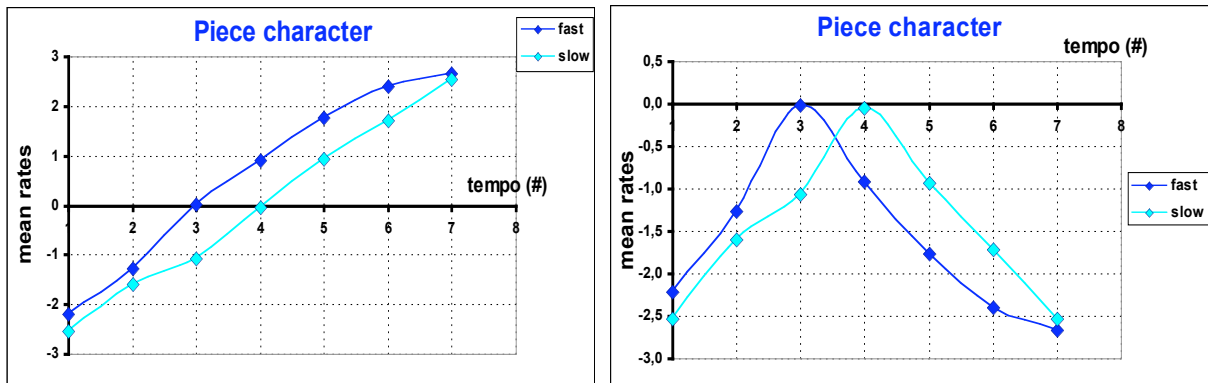 Piece character
fast
slow
3
2
1
0
-1
-2
-3
mean rates
tempo (#)
2 3 4 5 6 7 8
Piece character
tempo (#)
0,5
0,0
-0,5
-1,0
-1,5
-2,0
-2,5
-3,0
mean rates
1 2 3 4 5 6 7 8
fast
slow